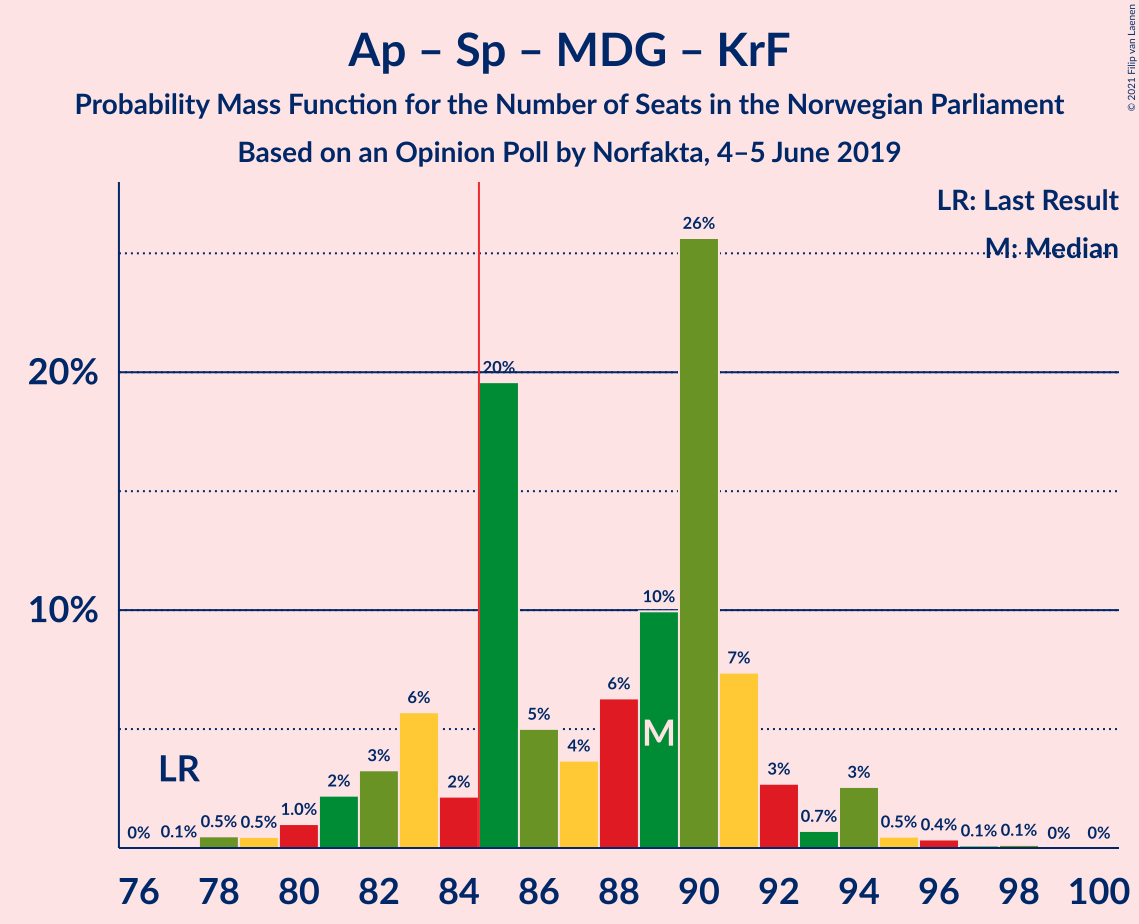 Ap – Sp – MDG – KrF
Probability Mass Function for the Number of Seats in the Norwegian Parliament
Based on an Opinion Poll by Norfakta, 4–5 June 2019
© 2021 Filip van Laenen
LR: Last Result
M: Median
20%
10%
0% 0.1% 0.5% 0.5% 1.0% 2% 3% 6% 2% 20% 5% 4% 6% 10% 26% 7% 3% 0.7% 3% 0.5% 0.4% 0.1% 0.1% 0% 0%
LR
M
76 78 80 82 84 86 88 90 92 94 96 98 100